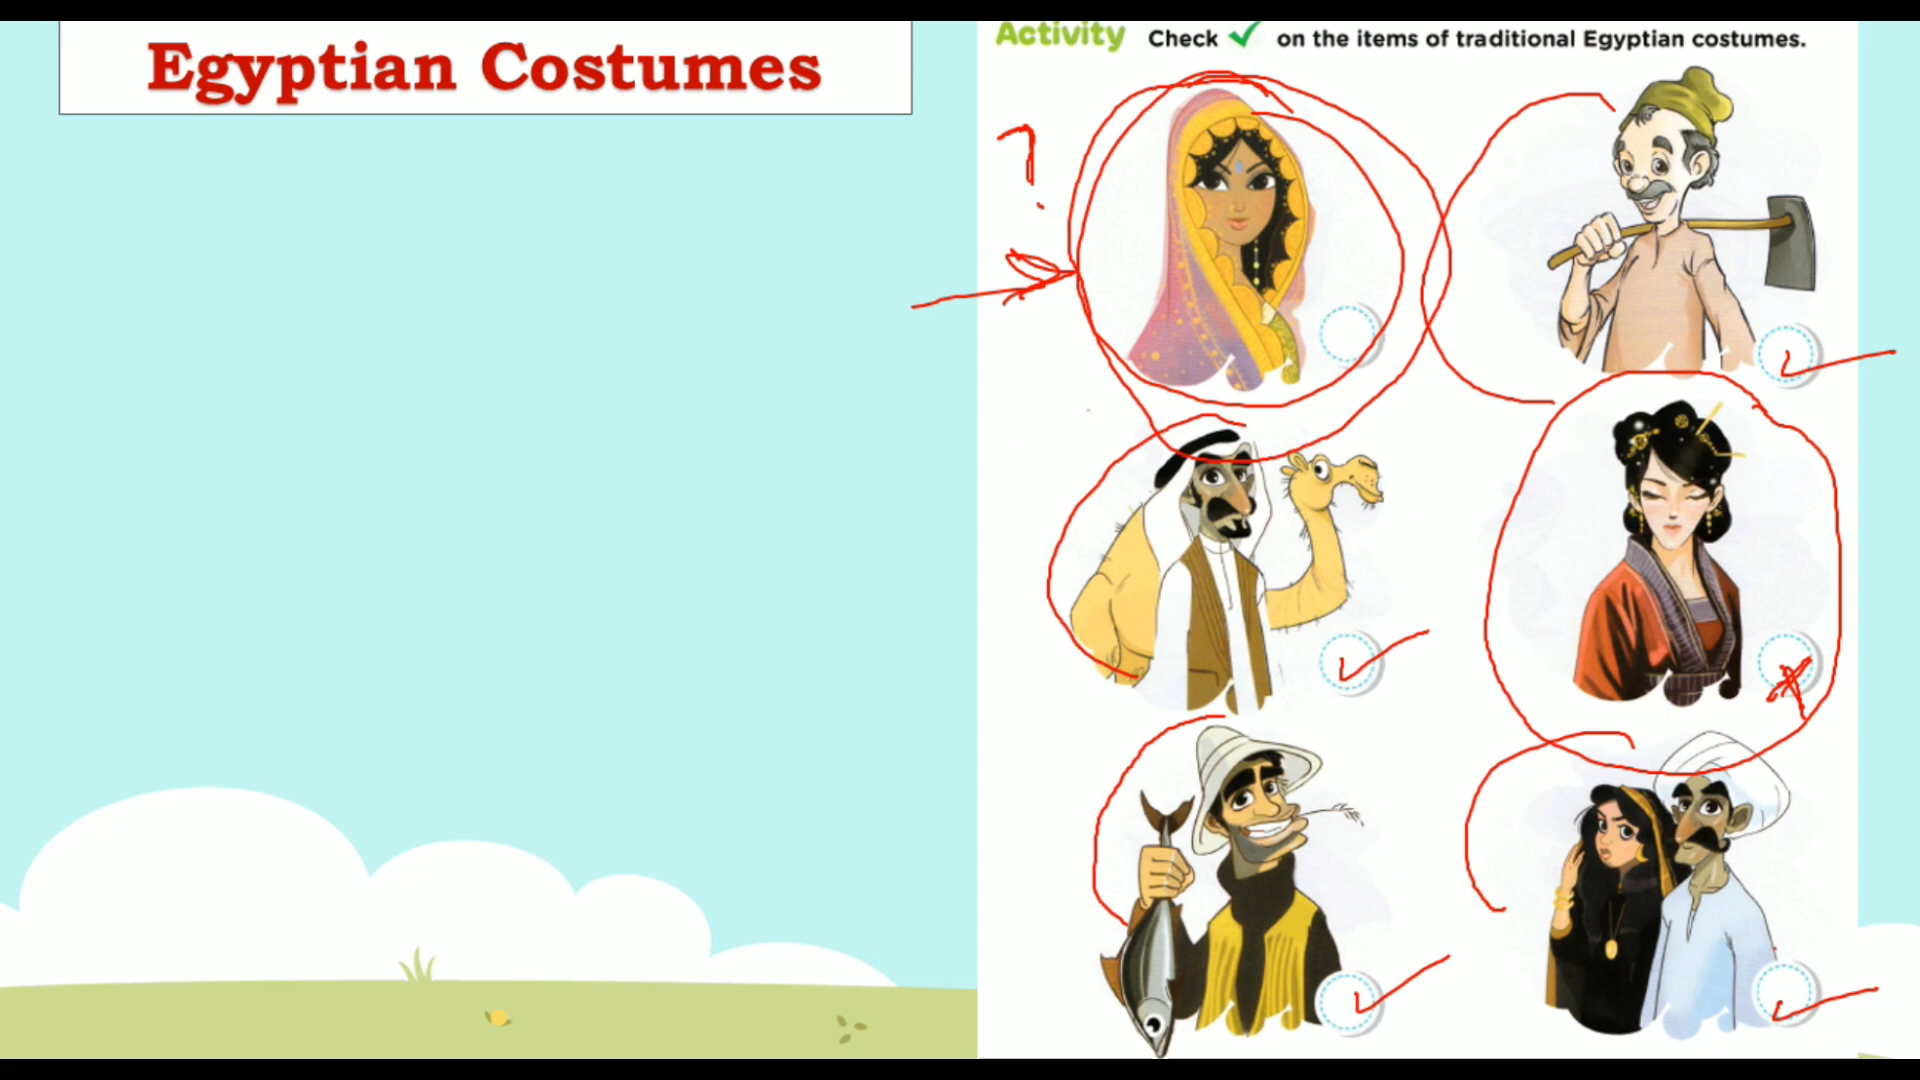 Egyptian Costumes
Activity Check ✓ on the items of traditional Egyptian costumes.
?